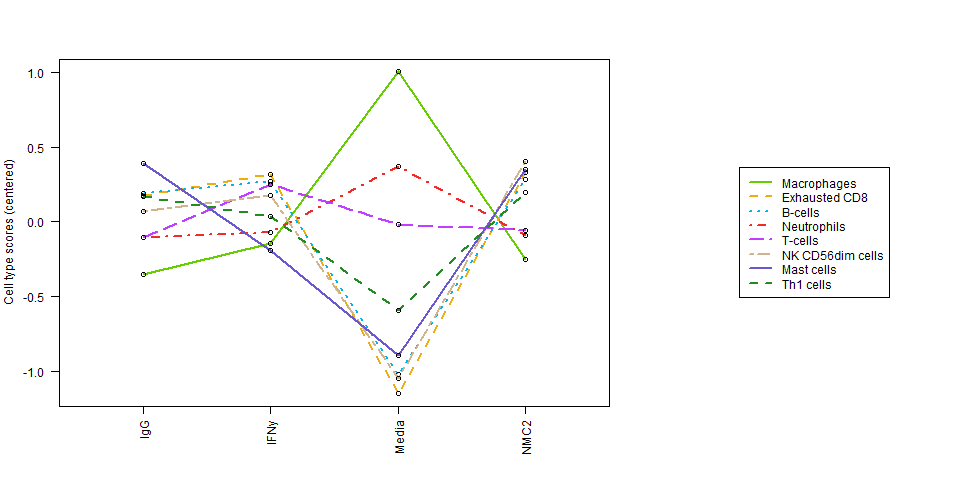 Cell type scores (centered)
1.0
0.5
0.0
-0.5
-1.0
IgG
IFNy
Media
NMC2
Macrophages
Exhausted CD8
B-cells
Neutrophils
T-cells
NK CD56dim cells
Mast cells
Th1 cells